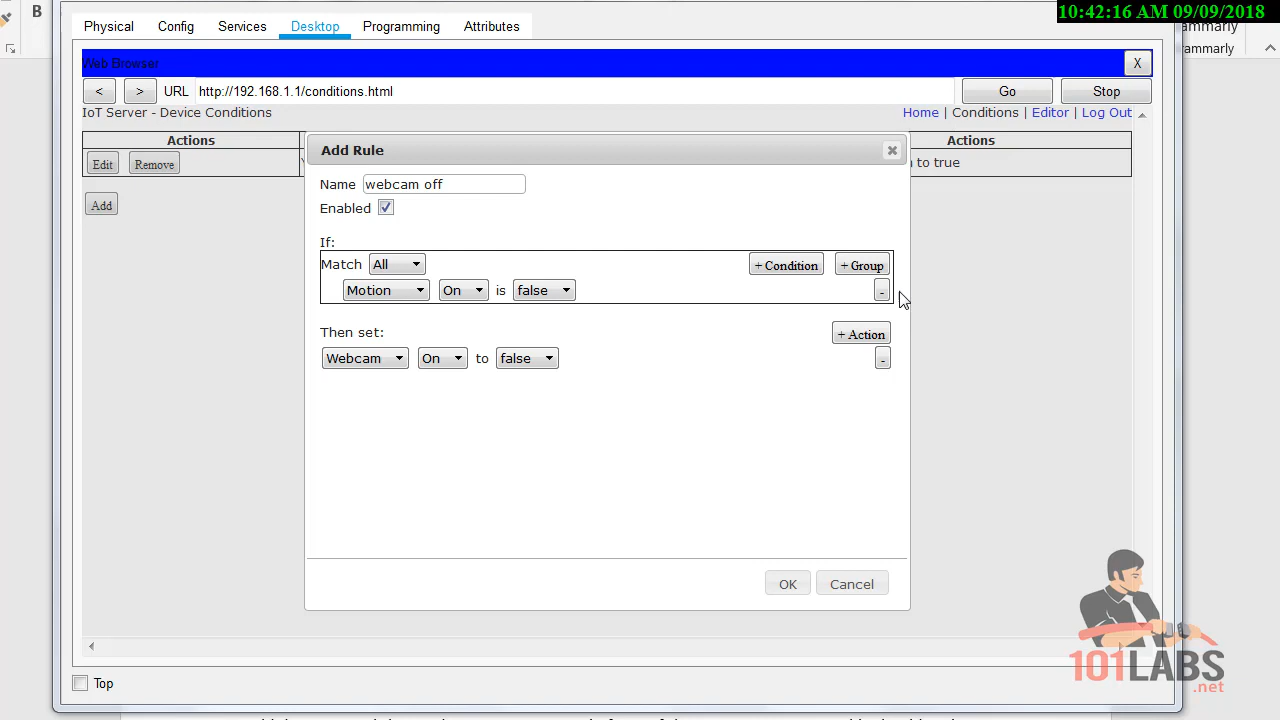 10:42:16 AM 09/09/2018
B
Physical Config Services Desktop Programming Attributes
ammarly
Web Browser X
< > URL http://192.168.1.1/conditions.html Go Stop
IoT Server - Device Conditions Home | Conditions | Editor | Log Out
Actions Actions
Edit Remove to true
Add
Add Rule
Name webcam off
Enabled
If:
Match All + Condition + Group
Motion On is false -
Then set: + Action
Webcam On to false -
OK Cancel
Top
101LABS
.net